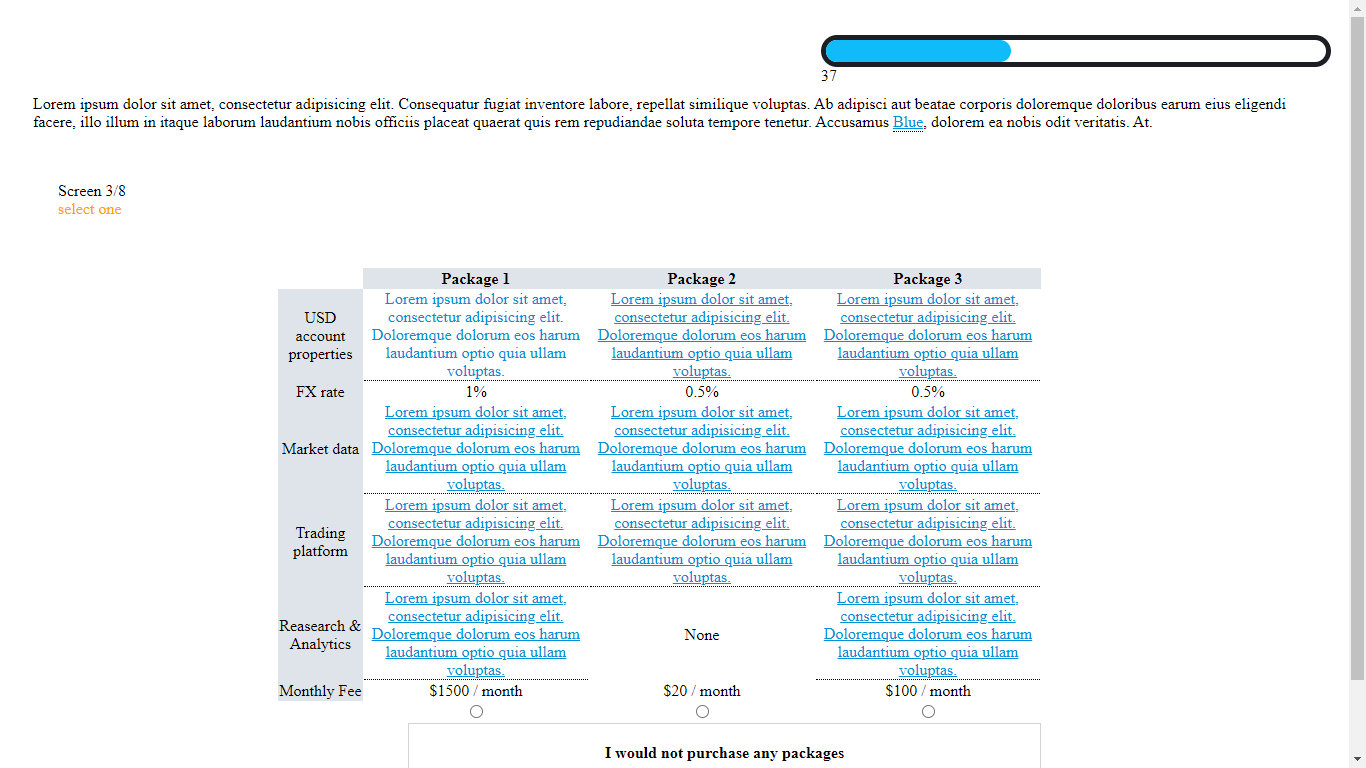 37
Lorem ipsum dolor sit amet, consectetur adipisicing elit. Consequatur fugiat inventore labore, repellat similique voluptas. Ab adipisci aut beatae corporis doloremque doloribus earum eius eligendi
facere, illo illum in itaque laborum laudantium nobis officiis placeat quaerat quis rem repudiandae soluta tempore tenetur. Accusamus Blue, dolorem ea nobis odit veritatis. At.
Screen 3/8
select one
Package 1 Package 2 Package 3
USD
account
properties
Lorem ipsum dolor sit amet,
consectetur adipisicing elit.
Doloremque dolorum eos harum
laudantium optio quia ullam
voluptas.
Lorem ipsum dolor sit amet,
consectetur adipisicing elit.
Doloremque dolorum eos harum
laudantium optio quia ullam
voluptas.
Lorem ipsum dolor sit amet,
consectetur adipisicing elit.
Doloremque dolorum eos harum
laudantium optio quia ullam
voluptas.
FX rate 1% 0.5% 0.5%
Market data
Lorem ipsum dolor sit amet,
consectetur adipisicing elit.
Doloremque dolorum eos harum
laudantium optio quia ullam
voluptas.
Lorem ipsum dolor sit amet,
consectetur adipisicing elit.
Doloremque dolorum eos harum
laudantium optio quia ullam
voluptas.
Lorem ipsum dolor sit amet,
consectetur adipisicing elit.
Doloremque dolorum eos harum
laudantium optio quia ullam
voluptas.
Trading
platform
Lorem ipsum dolor sit amet,
consectetur adipisicing elit.
Doloremque dolorum eos harum
laudantium optio quia ullam
voluptas.
Lorem ipsum dolor sit amet,
consectetur adipisicing elit.
Doloremque dolorum eos harum
laudantium optio quia ullam
voluptas.
Lorem ipsum dolor sit amet,
consectetur adipisicing elit.
Doloremque dolorum eos harum
laudantium optio quia ullam
voluptas.
Reasearch &
Analytics
Lorem ipsum dolor sit amet,
consectetur adipisicing elit.
Doloremque dolorum eos harum
laudantium optio quia ullam
voluptas.
None
Lorem ipsum dolor sit amet,
consectetur adipisicing elit.
Doloremque dolorum eos harum
laudantium optio quia ullam
voluptas.
Monthly Fee $1500 / month $20 / month $100 / month
I would not purchase any packages